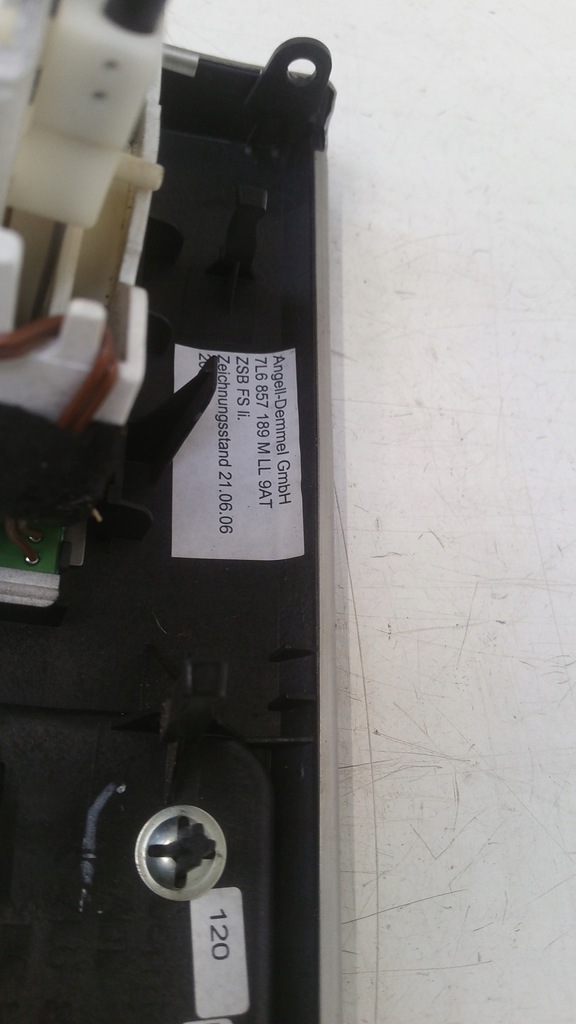 Angell-Demmel GmbH
7L6 857 189 M LL 9AT
ZSB FS li.
Zeichnungsstand 21.06.06
120